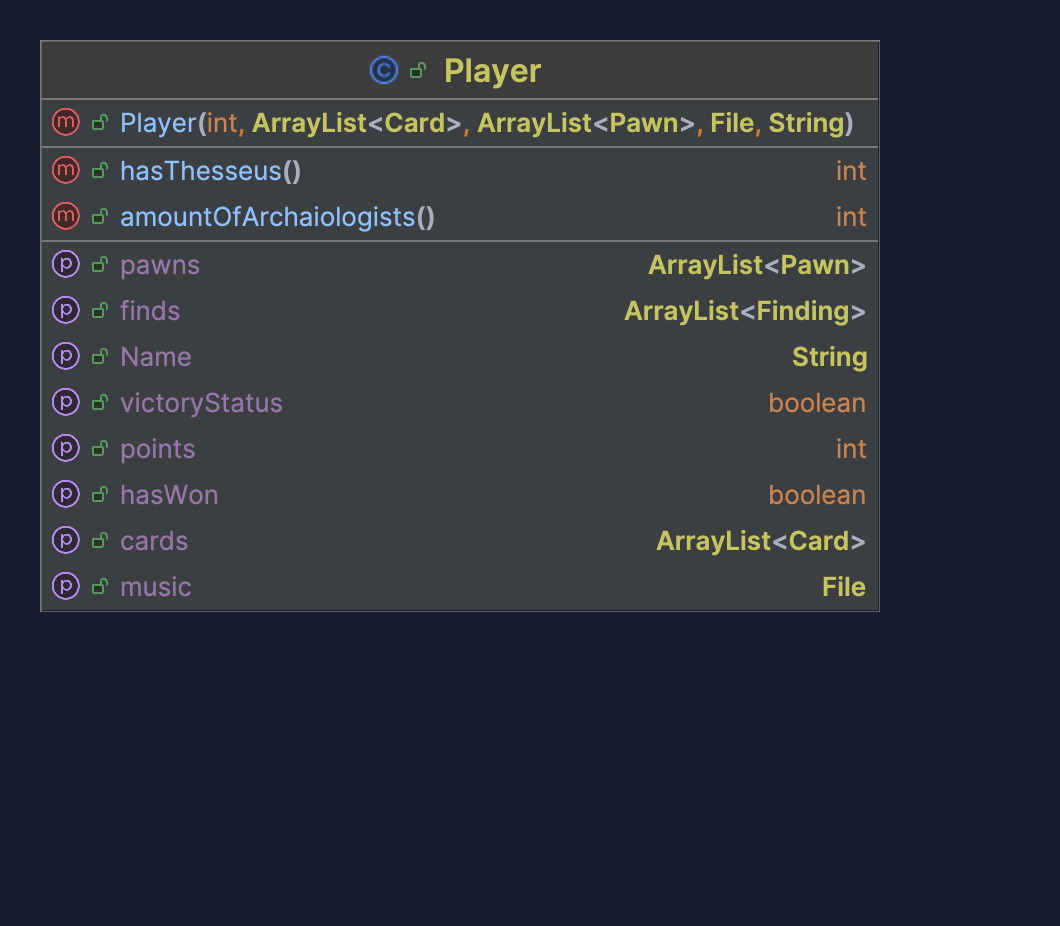 Player
Player(int, ArrayList<Card>, ArrayList<Pawn>, File, String)
hasThesseus() int
amountOfArchaiologists() int
pawns ArrayList<Pawn>
finds ArrayList<Finding>
Name String
victoryStatus boolean
points int
hasWon boolean
cards ArrayList<Card>
music File